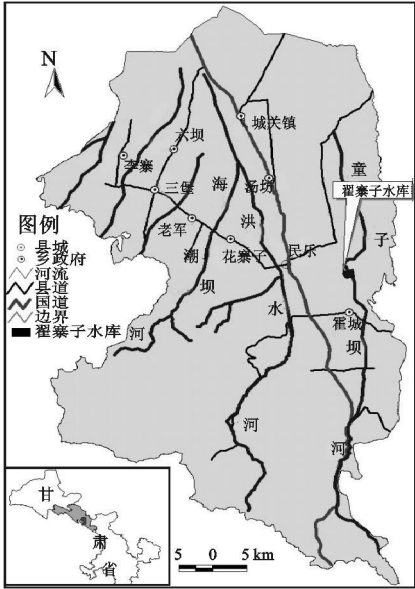 N
城关镇
六坝
李寨
童
汤坊
翟寨子水库
三堡
海
老军
洪
潮
花寨子
民乐
子
图例
县城
乡政府
河流
县道
国道
边界
翟寨子水库
坝
水
霍城
坝
河
河
河
甘
肃
省
5 0 5 km